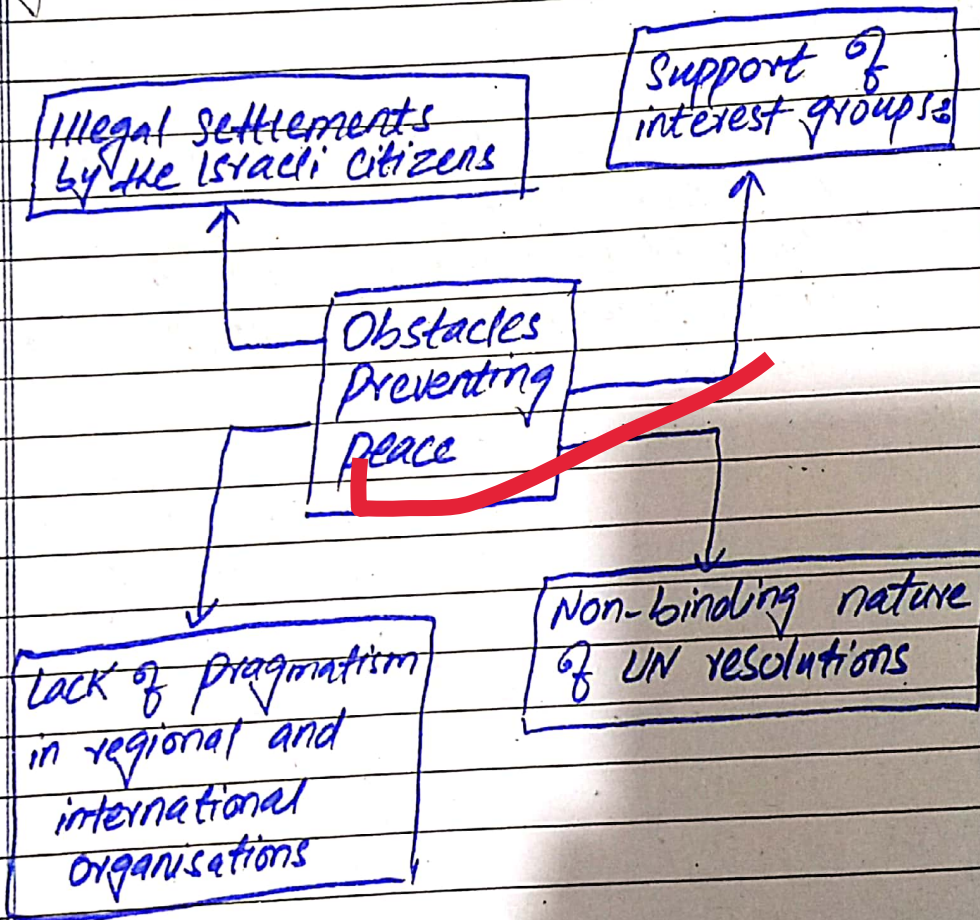 Illegal settlements
by the Israeli citizens
Support of
interest groups
Obstacles
preventing
peace
Lack of pragmatism
in regional and
international
organisations
Non-binding nature
of UN resolutions